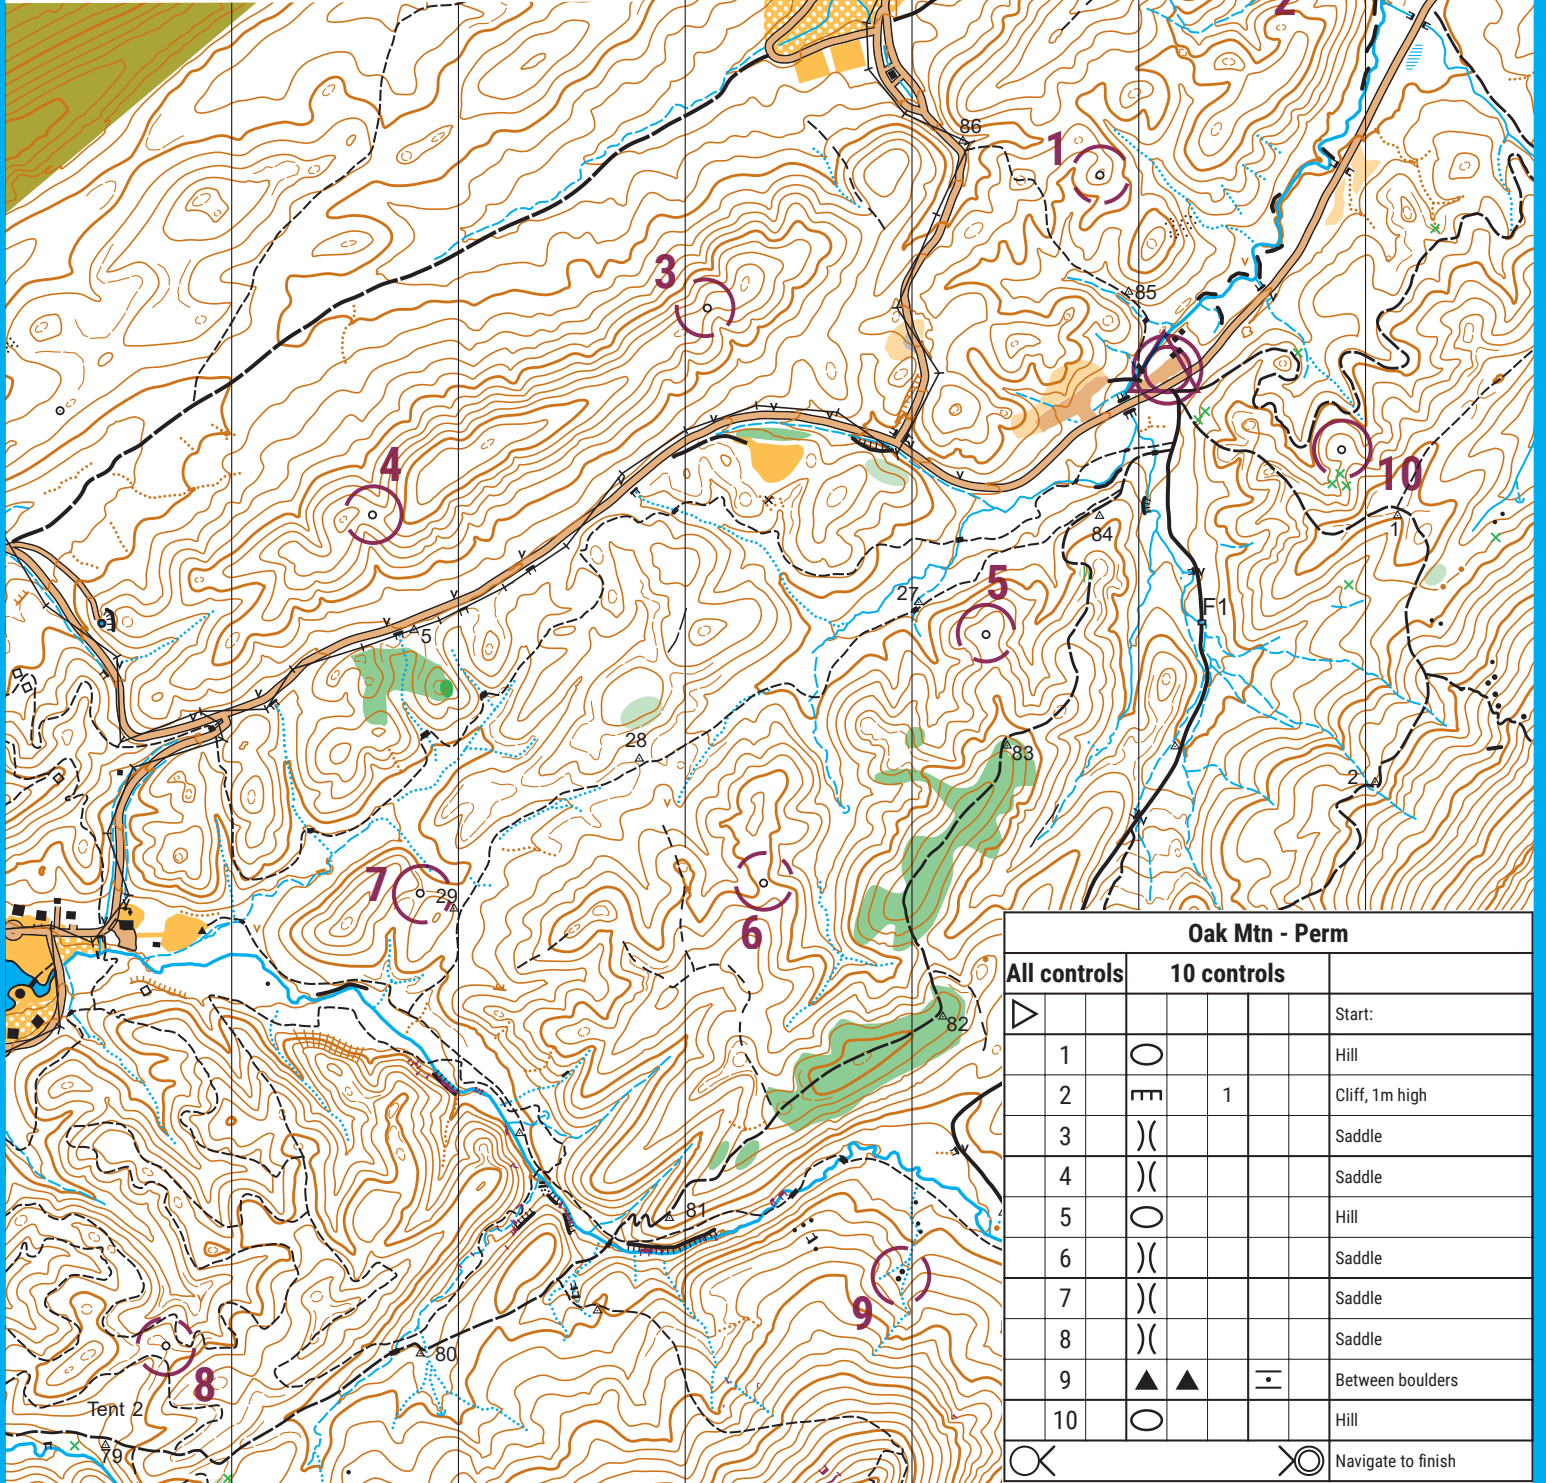 2
86
1
3
85
4
10
84
1
5
27
F1
5
28
83
2
7
29
6
82
81
9
80
8
Tent 2
79
Oak Mtn - Perm
All controls 10 controls
Start:
1 Hill
2 1 Cliff, 1m high
3 Saddle
4 Saddle
5 Hill
6 Saddle
7 Saddle
8 Saddle
9 Between boulders
10 Hill
Navigate to finish